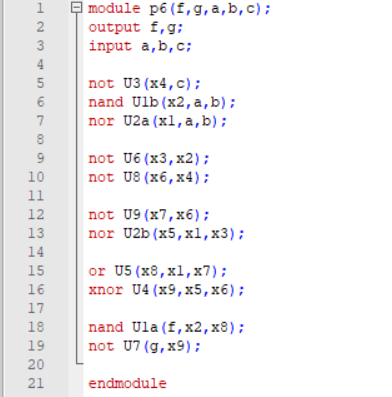 1 module p6(f,g,a,b,c);
2 output f,g;
3 input a,b,c;
4
5 not U3(x4,c);
6 nand U1b(x2,a,b);
7 nor U2a(x1,a,b);
8
9 not U6(x3,x2);
10 not U8(x6,x4);
11
12 not U9(x7,x6);
13 nor U2b(x5,x1,x3);
14
15 or U5(x8,x1,x7);
16 xnor U4(x9,x5,x6);
17
18 nand U1a(f,x2,x8);
19 not U7(g,x9);
20
21 endmodule